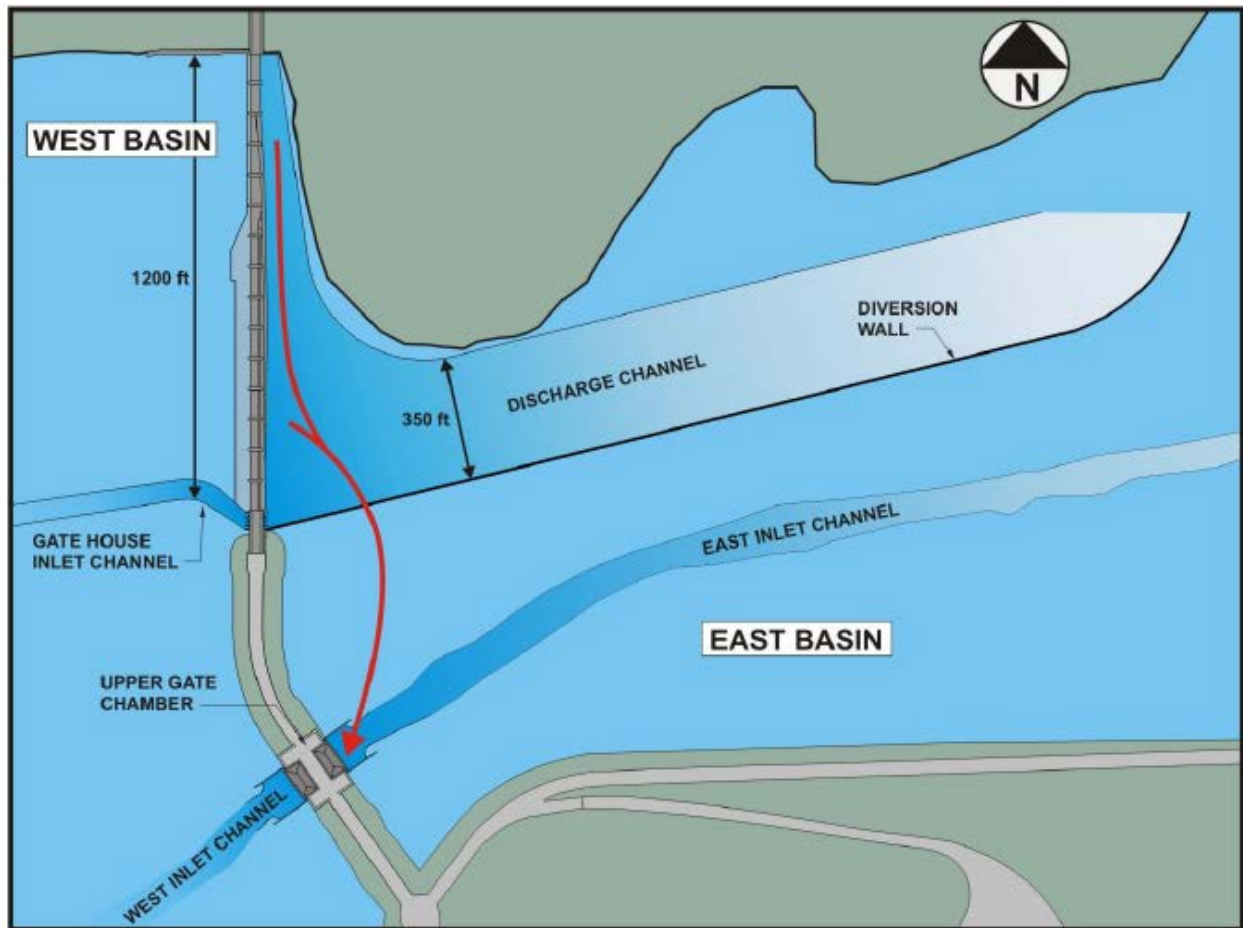 N
WEST BASIN
1200 ft
DIVERSION
WALL
DISCHARGE CHANNEL
350 ft
GATE HOUSE
INLET CHANNEL
EAST INLET CHANNEL
EAST BASIN
UPPER GATE
CHAMBER
WEST INLET CHANNEL